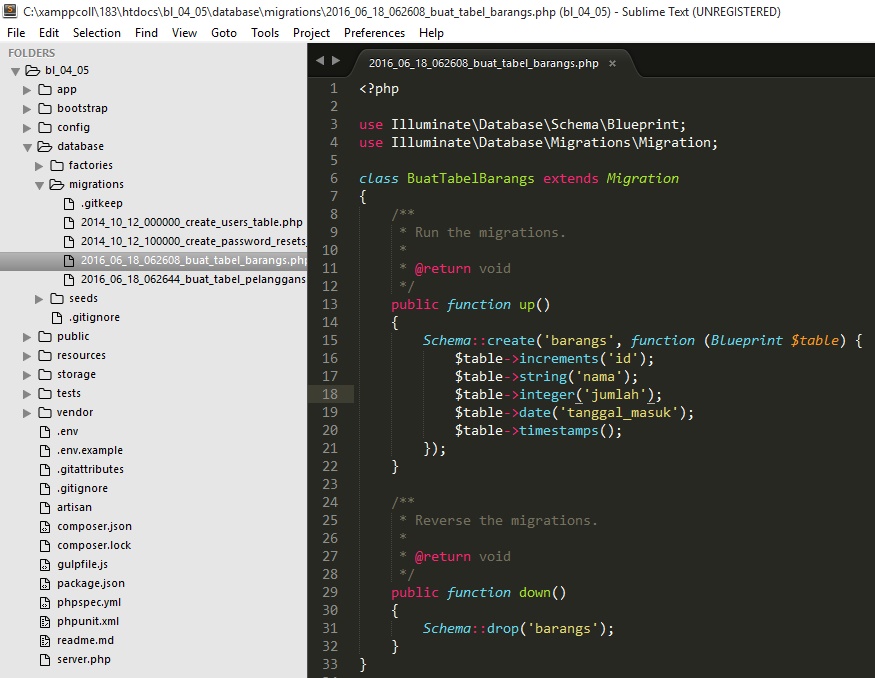 C:\xamppcoll\183\htdocs\bl_04_05\database\migrations\2016_06_18_062608_buat_tabel_barangs.php (bl_04_05) - Sublime Text (UNREGISTERED)
File Edit Selection Find View Goto Tools Project Preferences Help
FOLDERS
bl_04_05
app
bootstrap
config
database
factories
migrations
.gitkeep
2014_10_12_000000_create_users_table.php
2014_10_12_100000_create_password_resets_
2016_06_18_062608_buat_tabel_barangs.php
2016_06_18_062644_buat_tabel_pelanggans
seeds
.gitignore
public
resources
storage
tests
vendor
.env
.env.example
.gitattributes
.gitignore
artisan
composer.json
composer.lock
gulpfile.js
package.json
phpspec.yml
phpunit.xml
readme.md
server.php
2016_06_18_062608_buat_tabel_barangs.php ×
1 <?php
2
3 use Illuminate\Database\Schema\Blueprint;
4 use Illuminate\Database\Migrations\Migration;
5
6 class BuatTabelBarangs extends Migration
7 {
8     /**
9      * Run the migrations.
10      *
11      * @return void
12      */
13     public function up()
14     {
15         Schema::create('barangs', function (Blueprint $table) {
16             $table->increments('id');
17             $table->string('nama');
18             $table->integer('jumlah');
19             $table->date('tanggal_masuk');
20             $table->timestamps();
21         });
22     }
23
24     /**
25      * Reverse the migrations.
26      *
27      * @return void
28      */
29     public function down()
30     {
31         Schema::drop('barangs');
32     }
33 }